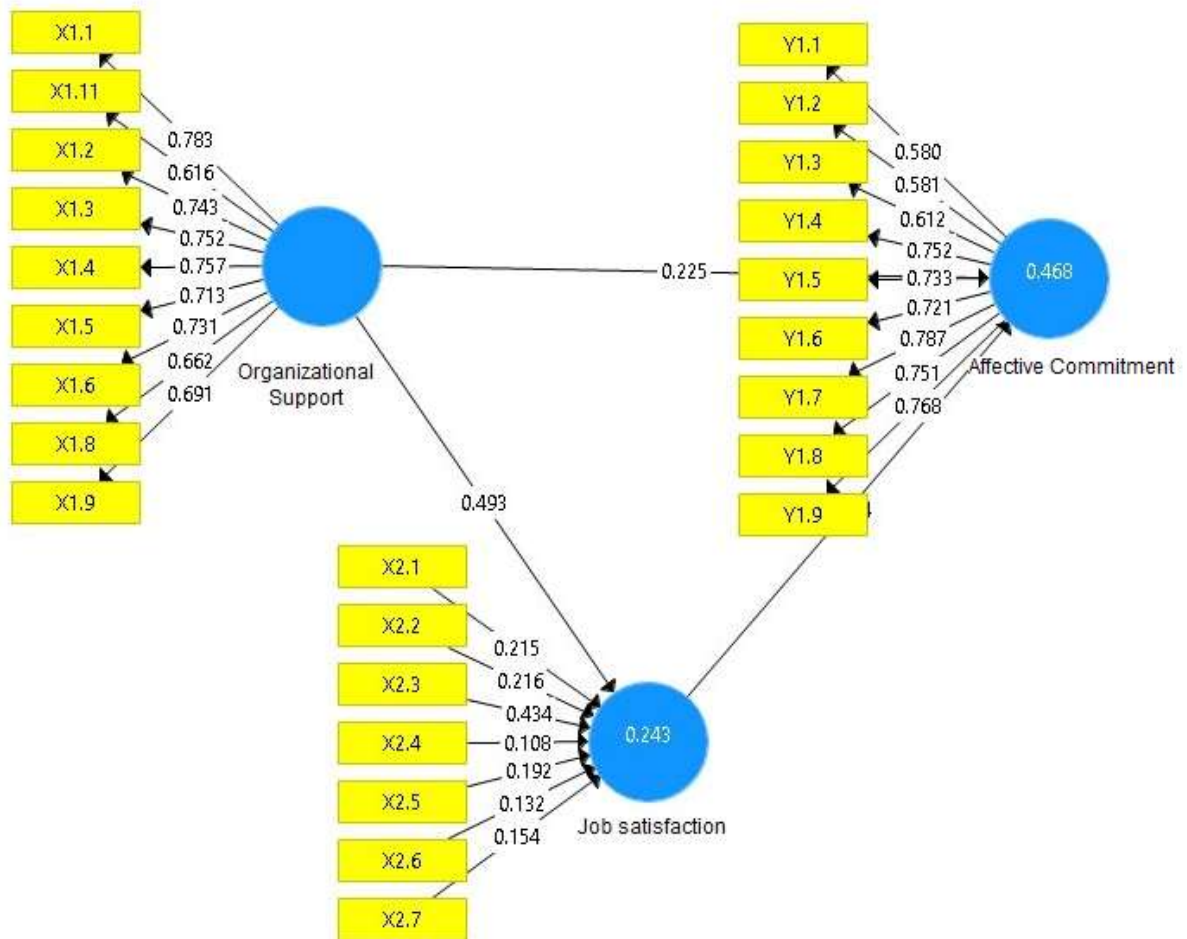 X1.1
X1.11
X1.2
X1.3
X1.4
X1.5
X1.6
X1.8
X1.9
0.783
0.616
0.743
0.752
0.757
0.713
0.731
0.662
0.691
Organizational
Support
0.225
0.493
Y1.1
Y1.2
Y1.3
Y1.4
Y1.5
Y1.6
Y1.7
Y1.8
Y1.9
0.580
0.581
0.612
0.752
0.733
0.721
0.787
0.751
0.768
0.468
Affective Commitment
X2.1
X2.2
X2.3
X2.4
X2.5
X2.6
X2.7
0.215
0.216
0.434
0.108
0.192
0.132
0.154
0.243
Job satisfaction